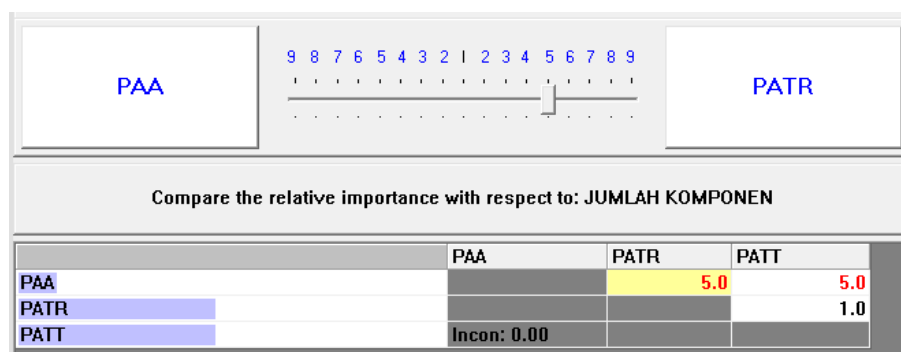 PAA
9 8 7 6 5 4 3 2 1 2 3 4 5 6 7 8 9
PATR
Compare the relative importance with respect to: JUMLAH KOMPONEN
PAA PATR PATT
PAA 5.0 5.0
PATR 1.0
PATT Incon: 0.00